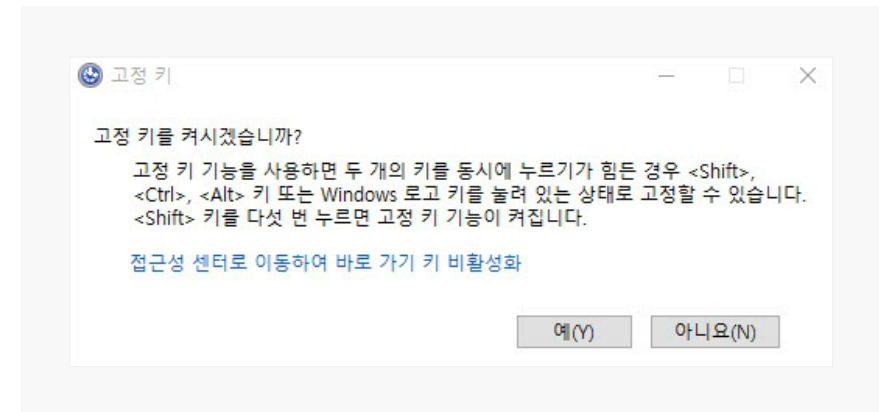 고정 키
고정 키를 켜시겠습니까?
고정 키 기능을 사용하면 두 개의 키를 동시에 누르기가 힘든 경우 <Shift>,
<Ctrl>, <Alt> 키 또는 Windows 로고 키를 눌려 있는 상태로 고정할 수 있습니다.
<Shift> 키를 다섯 번 누르면 고정 키 기능이 켜집니다.
접근성 센터로 이동하여 바로 가기 키 비활성화
예(Y) 아니요(N)